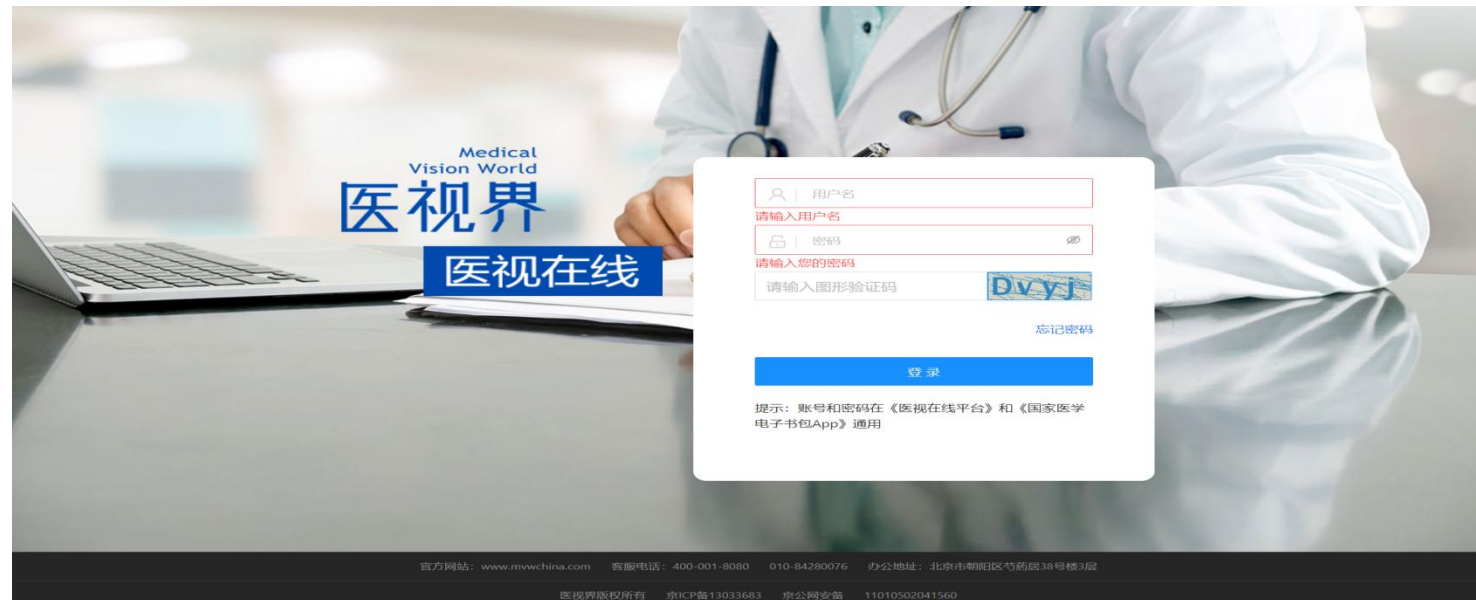 Medical
Vision World
医视界
医视在线
用户名
请输入用户名
密码
请输入您的密码
请输入图形验证码 Dvyj
忘记密码
登 录
提示：账号和密码在《医视在线平台》和《国家医学
电子书包App》通用
官方网站：www.mvwchina.com 客服电话：400-001-8080 010-84280076 办公地址：北京市朝阳区芍药居38号楼3层
医视界版权所有 京ICP备13033683 京公网安备 11010502041560